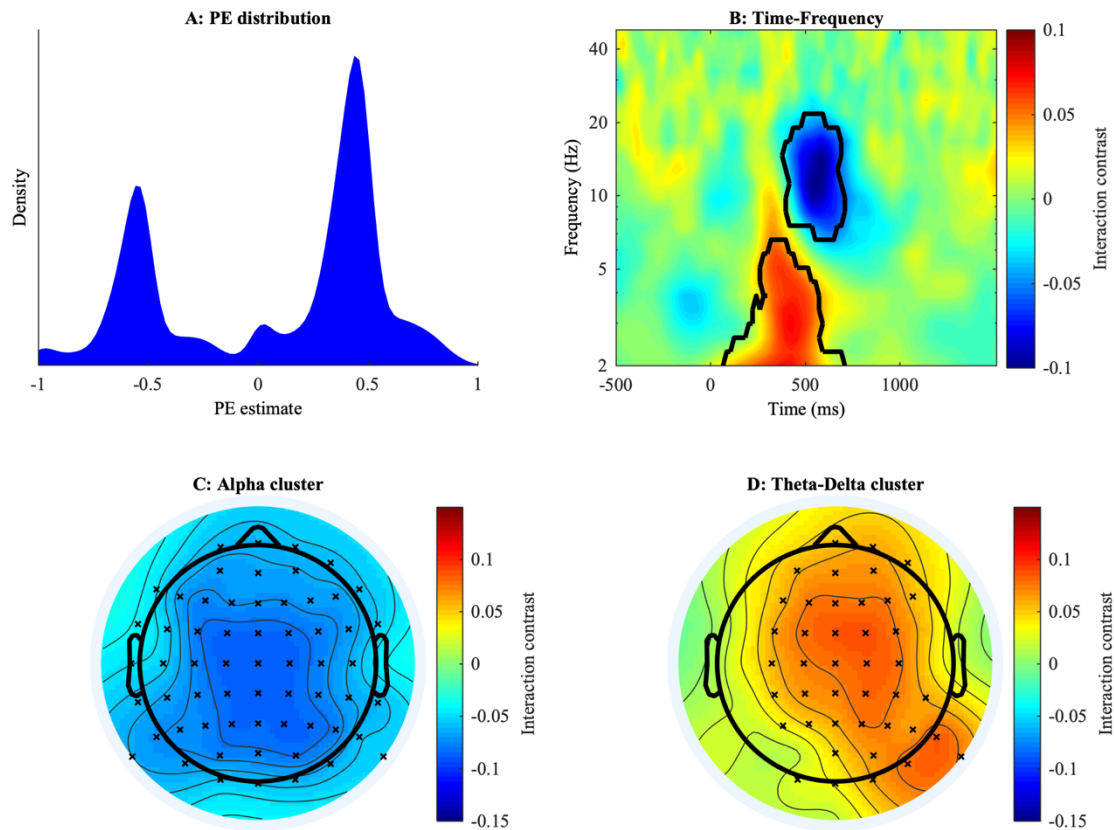 A: PE distribution
Density
-1
-0.5
0
0.5
1
PE estimate
B: Time-Frequency
Frequency (Hz)
40
20
10
5
2
-500
0
500
1000
Time (ms)
0.1
0.05
0
-0.05
-0.1
Interaction contrast
C: Alpha cluster
0.1
0.05
0
-0.05
-0.1
-0.15
Interaction contrast
D: Theta-Delta cluster
0.1
0.05
0
-0.05
-0.1
-0.15
Interaction contrast